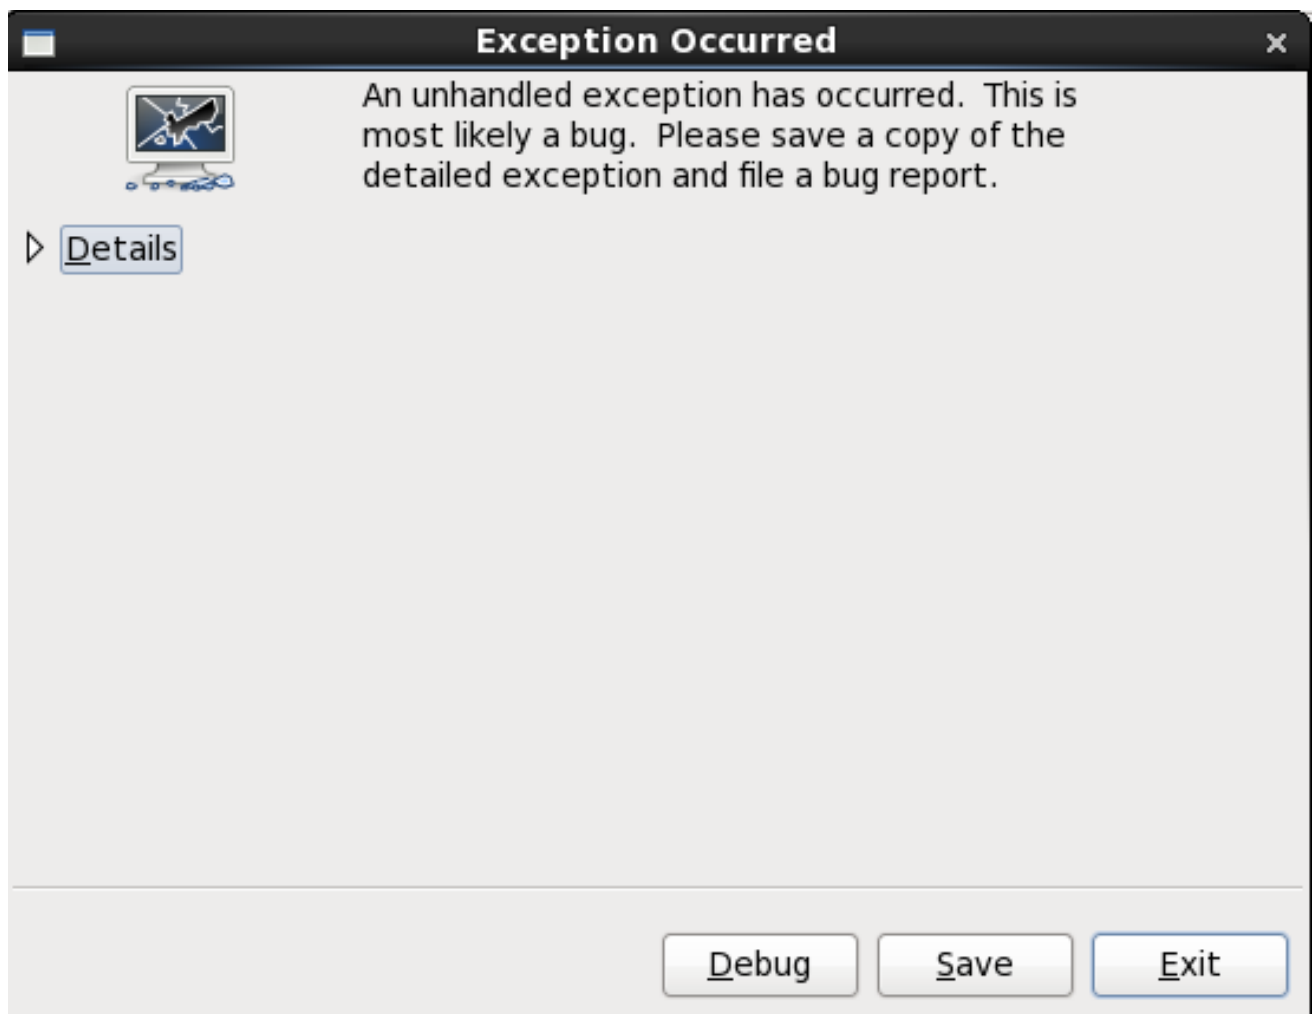 Exception Occurred
An unhandled exception has occurred.  This is
most likely a bug.  Please save a copy of the
detailed exception and file a bug report.
Details
Debug
Save
Exit